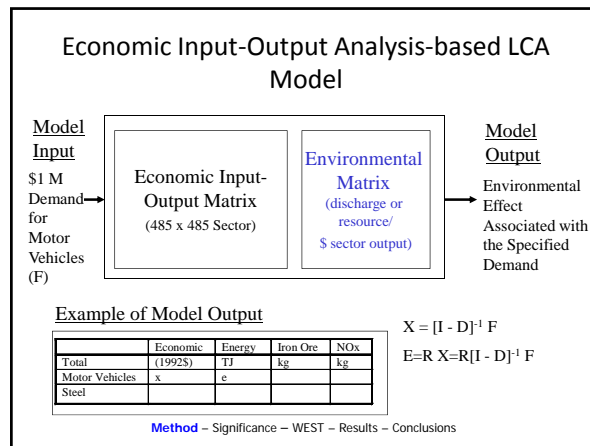 Economic Input-Output Analysis-based LCA
Model
Model
Input
$1 M
Demand
for
Motor
Vehicles
(F)
Economic Input-
Output Matrix
(485 x 485 Sector)
Environmental
Matrix
(discharge or
resource/
$ sector output)
Model
Output
Environmental
Effect
Associated with
the Specified
Demand
Example of Model Output
Economic Energy Iron Ore NOx
Total (1992$) TJ kg kg
Motor Vehicles x e
Steel
X = [I - D]-1 F
E=R X=R[I - D]-1 F
Method – Significance – WEST – Results – Conclusions